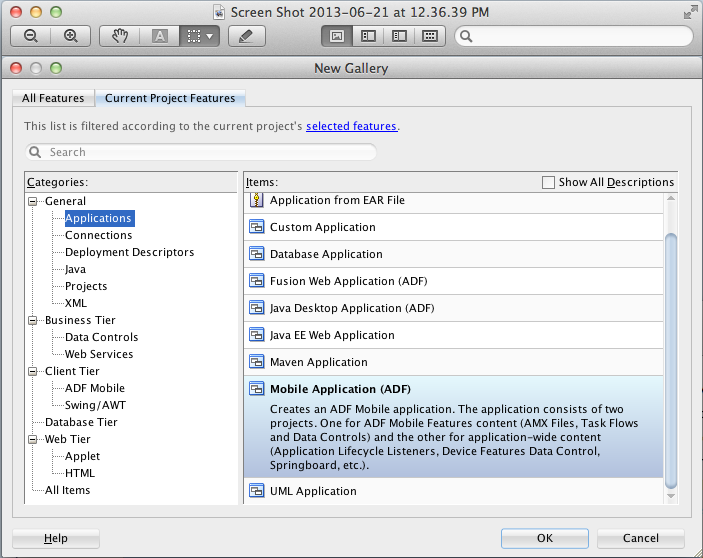 Screen Shot 2013-06-21 at 12.36.39 PM
A
New Gallery
All Features
Current Project Features
This list is filtered according to the current project's selected features.
Search
Categories:
General
Applications
Connections
Deployment Descriptors
Java
Projects
XML
Business Tier
Data Controls
Web Services
Client Tier
ADF Mobile
Swing/AWT
Database Tier
Web Tier
Applet
HTML
All Items
Items:
Show All Descriptions
Application from EAR File
Custom Application
Database Application
Fusion Web Application (ADF)
Java Desktop Application (ADF)
Java EE Web Application
Maven Application
Mobile Application (ADF)
Creates an ADF Mobile application. The application consists of two
projects. One for ADF Mobile Features content (AMX Files, Task Flows
and Data Controls) and the other for application-wide content
(Application Lifecycle Listeners, Device Features Data Control,
Springboard, etc.).
UML Application
Help
OK
Cancel